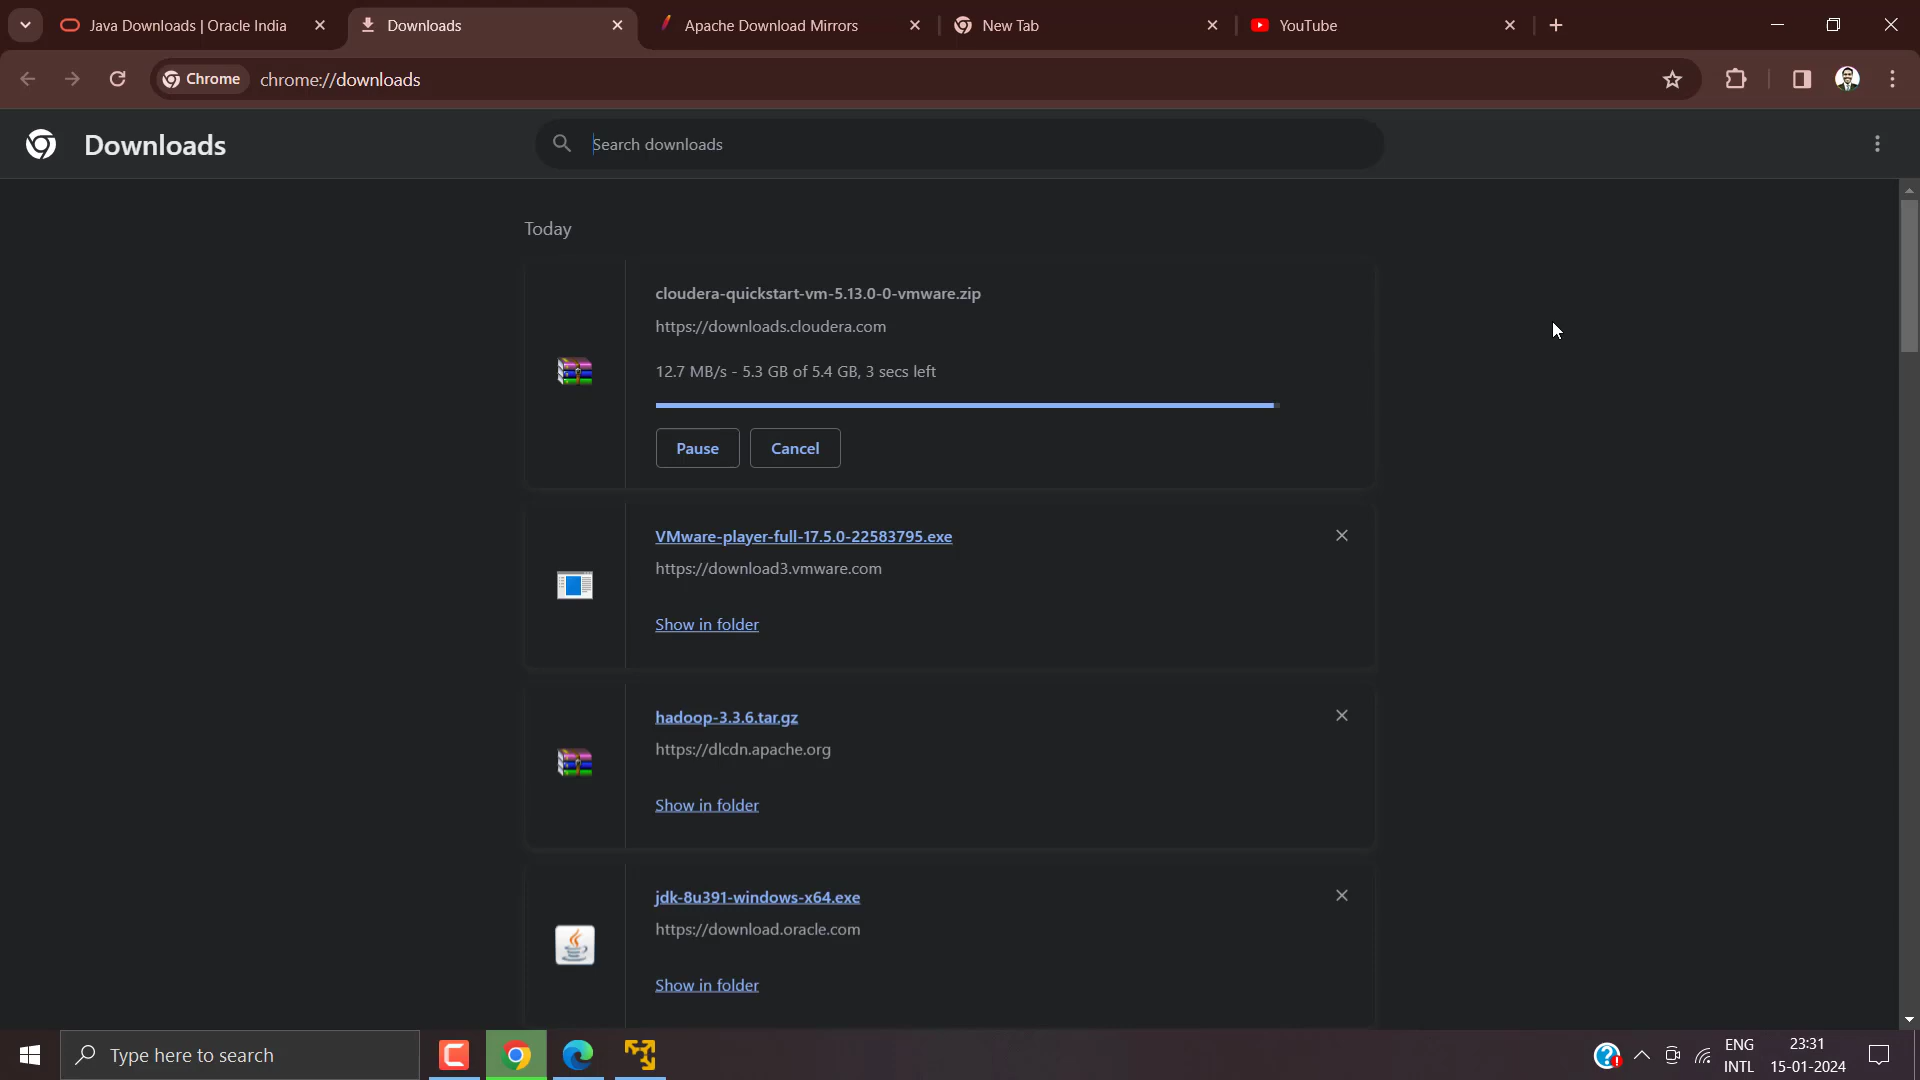 Java Downloads | Oracle India
Downloads
Apache Download Mirrors
New Tab
YouTube
Chrome
chrome://downloads
Downloads
Search downloads
Today
cloudera-quickstart-vm-5.13.0-0-vmware.zip
https://downloads.cloudera.com
12.7 MB/s - 5.3 GB of 5.4 GB, 3 secs left
Pause
Cancel
VMware-player-full-17.5.0-22583795.exe
https://download3.vmware.com
Show in folder
hadoop-3.3.6.tar.gz
https://dlcdn.apache.org
Show in folder
jdk-8u391-windows-x64.exe
https://download.oracle.com
Show in folder
Type here to search
ENG
INTL
23:31
15-01-2024